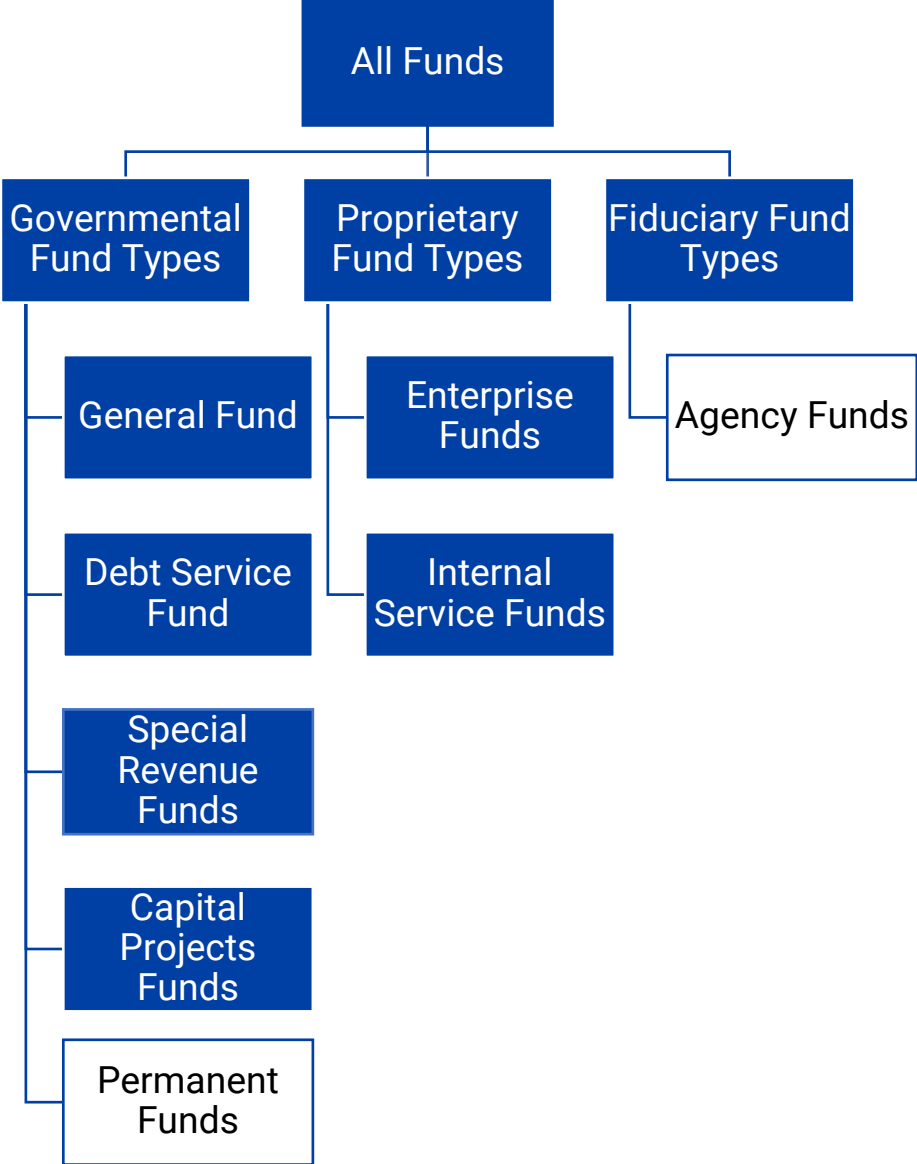 All Funds
Governmental
Fund Types
Proprietary
Fund Types
Fiduciary Fund
Types
General Fund
Debt Service
Fund
Special
Revenue
Funds
Capital
Projects
Funds
Permanent
Funds
Enterprise
Funds
Internal
Service Funds
Agency Funds